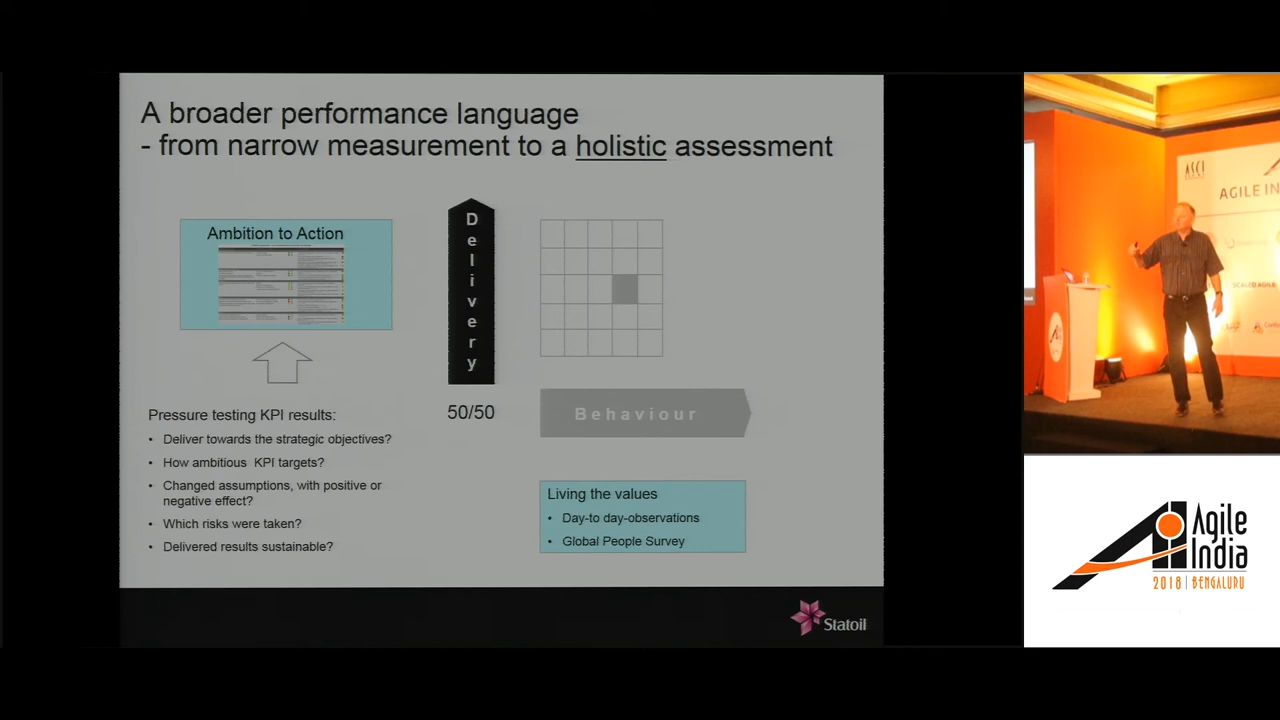 A broader performance language
- from narrow measurement to a holistic assessment
Ambition to Action
Delivery
50/50
Behaviour
Pressure testing KPI results:
• Deliver towards the strategic objectives?
• How ambitious KPI targets?
• Changed assumptions, with positive or
negative effect?
• Which risks were taken?
• Delivered results sustainable?
Living the values
• Day-to day-observations
• Global People Survey
Statoil
ASCI
AGILE IN
SCALED AGILE
Agile
India
2018 | BENGALURU